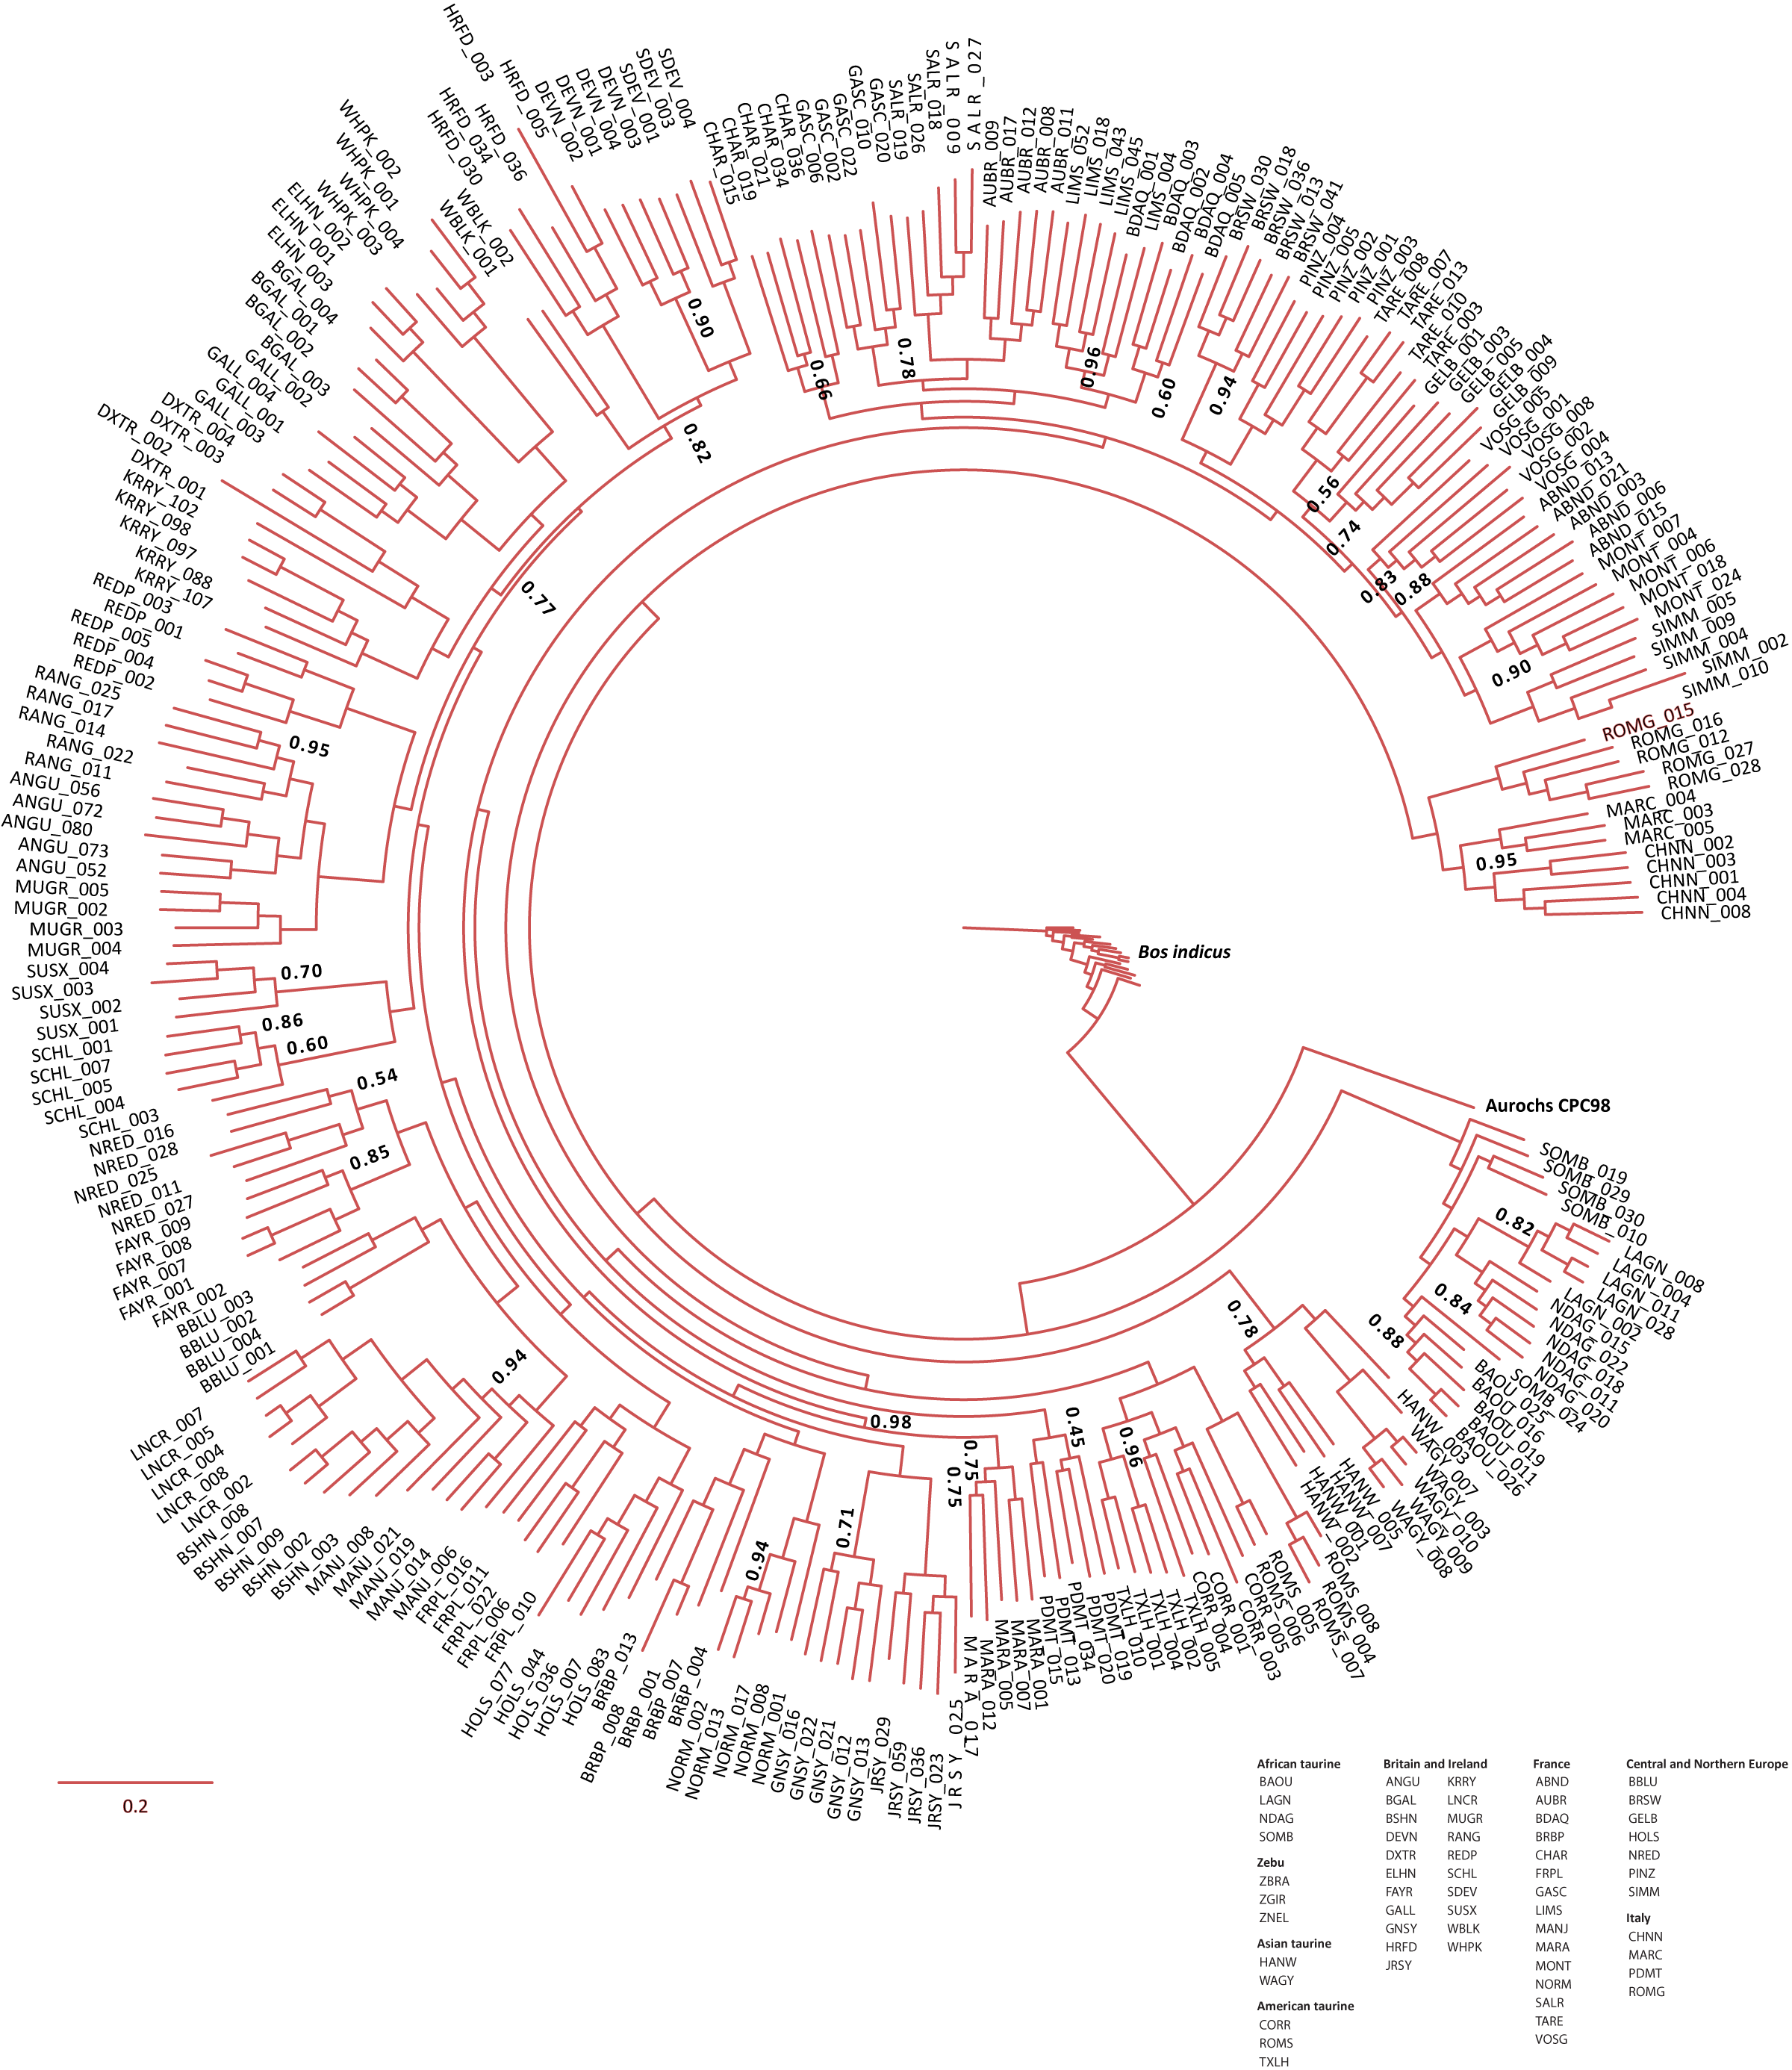 HRFD_003
HRFD_005
DEVN_002
DEVN_001
DEVN_004
DEVN_003
SDEV_001
SDEV_003
SDEV_004
CHAR_015
CHAR_019
CHAR_021
CHAR_034
CHAR_036
GASC_006
GASC_002
GASC_022
GASC_010
GASC_020
SALR_019
SALR_026
SALR_018
SALR_009
SALR_027
AUBR_009
AUBR_017
AUBR_012
AUBR_008
AUBR_011
LIMS_052
LIMS_018
LIMS_043
LIMS_045
BDAQ_001
LIMS_004
BDAQ_003
BDAQ_002
BDAQ_004
BDAQ_005
BRSW_030
BRSW_018
BRSW_036
BRSW_013
BRSW_041
PINZ_004
PINZ_005
PINZ_002
PINZ_001
PINZ_003
TARE_008
TARE_007
TARE_013
TARE_010
TARE_003
GELB_001
GELB_003
GELB_005
GELB_004
GELB_009
VOSG_005
VOSG_001
VOSG_008
VOSG_002
VOSG_004
ABND_013
ABND_021
ABND_003
ABND_006
ABND_015
MONT_007
MONT_004
MONT_006
MONT_018
MONT_024
SIMM_005
SIMM_009
SIMM_004
SIMM_002
SIMM_010
ROMG_015
ROMG_016
ROMG_012
ROMG_027
ROMG_028
MARC_004
MARC_003
MARC_005
CHNN_002
CHNN_003
CHNN_001
CHNN_004
CHNN_008
Bos indicus
Aurochs CPC98
SOMB_019
SOMB_029
SOMB_030
SOMB_010
LAGN_008
LAGN_004
LAGN_011
LAGN_028
LAGN_002
NDAG_015
NDAG_022
NDAG_018
NDAG_011
NDAG_020
SOMB_024
BAOU_025
BAOU_016
BAOU_019
BAOU_011
BAOU_026
HANW_003
WAGY_007
WAGY_003
WAGY_010
WAGY_009
WAGY_008
HANW_005
HANW_007
HANW_001
HANW_002
ROMS_008
ROMS_004
ROMS_007
ROMS_005
ROMS_006
CORR_005
CORR_003
CORR_001
CORR_004
TXLH_005
TXLH_002
TXLH_004
TXLH_001
TXLH_010
PDMT_019
PDMT_020
PDMT_034
PDMT_013
PDMT_015
MARA_001
MARA_007
MARA_005
MARA_012
MARA_017
JRSY_025
JRSY_023
JRSY_036
JRSY_059
JRSY_029
GNSY_013
GNSY_012
GNSY_021
GNSY_022
GNSY_016
NORM_001
NORM_008
NORM_017
NORM_013
NORM_002
BRBP_004
BRBP_007
BRBP_001
BRBP_008
BRBP_013
HOLS_083
HOLS_007
HOLS_036
HOLS_044
HOLS_077
FRPL_010
FRPL_006
FRPL_022
FRPL_011
FRPL_016
MANJ_006
MANJ_014
MANJ_019
MANJ_021
MANJ_008
BSHN_003
BSHN_002
BSHN_009
BSHN_007
BSHN_008
LNCR_002
LNCR_008
LNCR_004
LNCR_005
LNCR_007
BBLU_001
BBLU_004
BBLU_002
BBLU_003
FAYR_002
FAYR_001
FAYR_007
FAYR_008
FAYR_009
NRED_027
NRED_011
NRED_025
NRED_028
NRED_016
SCHL_003
SCHL_004
SCHL_005
SCHL_007
SCHL_001
SUSX_001
SUSX_002
SUSX_003
SUSX_004
MUGR_004
MUGR_003
MUGR_002
MUGR_005
ANGU_052
ANGU_073
ANGU_080
ANGU_072
ANGU_056
RANG_011
RANG_022
RANG_014
RANG_017
RANG_025
REDP_002
REDP_004
REDP_005
REDP_001
REDP_003
KRRY_107
KRRY_088
KRRY_097
KRRY_098
KRRY_102
DXTR_001
DXTR_002
DXTR_003
DXTR_004
GALL_003
GALL_001
GALL_004
GALL_002
BGAL_003
BGAL_002
BGAL_001
BGAL_004
ELHN_003
ELHN_001
ELHN_002
WHPK_003
WHPK_004
WHPK_001
WHPK_002
WBLK_001
WBLK_002
HRFD_030
HRFD_034
HRFD_036
0.90
0.66
0.78
0.96
0.60
0.94
0.56
0.74
0.83
0.88
0.90
0.95
0.82
0.84
0.88
0.78
0.96
0.45
0.75
0.75
0.98
0.71
0.94
0.94
0.85
0.54
0.60
0.86
0.70
0.95
0.77
0.82
0.2
African taurine
BAOU
LAGN
NDAG
SOMB
Zebu
ZBRA
ZGIR
ZNEL
Asian taurine
HANW
WAGY
American taurine
CORR
ROMS
TXLH
Britain and Ireland
ANGU KRRY
BGAL LNCR
BSHN MUGR
DEVN RANG
DXTR REDP
ELHN SCHL
FAYR SDEV
GALL SUSX
GNSY WBLK
HRFD WHPK
JRSY
France
ABND
AUBR
BDAQ
BRBP
CHAR
FRPL
GASC
LIMS
MANJ
MARA
MONT
NORM
SALR
TARE
VOSG
Central and Northern Europe
BBLU
BRSW
GELB
HOLS
NRED
PINZ
SIMM
Italy
CHNN
MARC
PDMT
ROMG